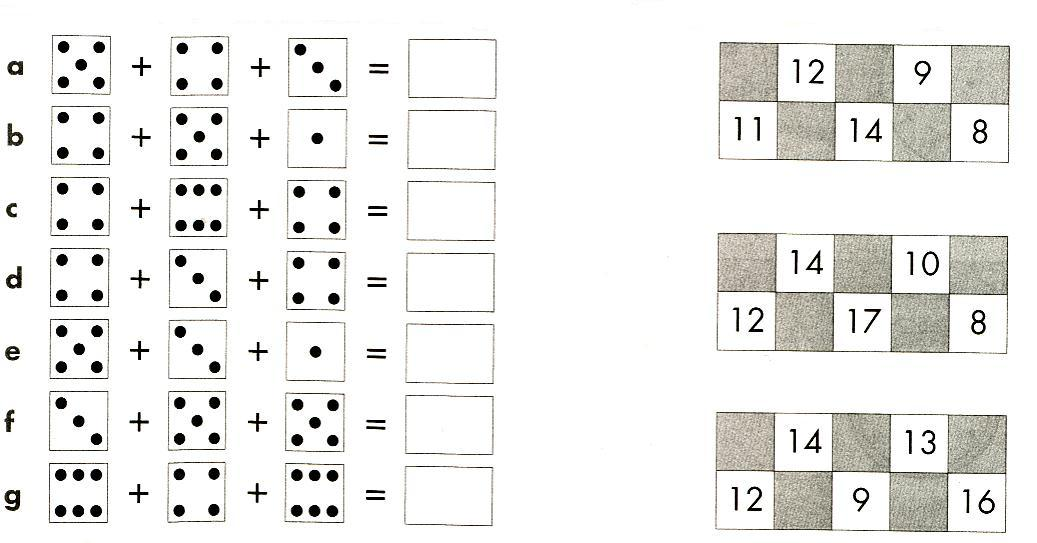 a + + =
b + + =
c + + =
d + + =
e + + =
f + + =
g + + =
12 9
11 14 8
14 10
12 17 8
14 13
12 9 16